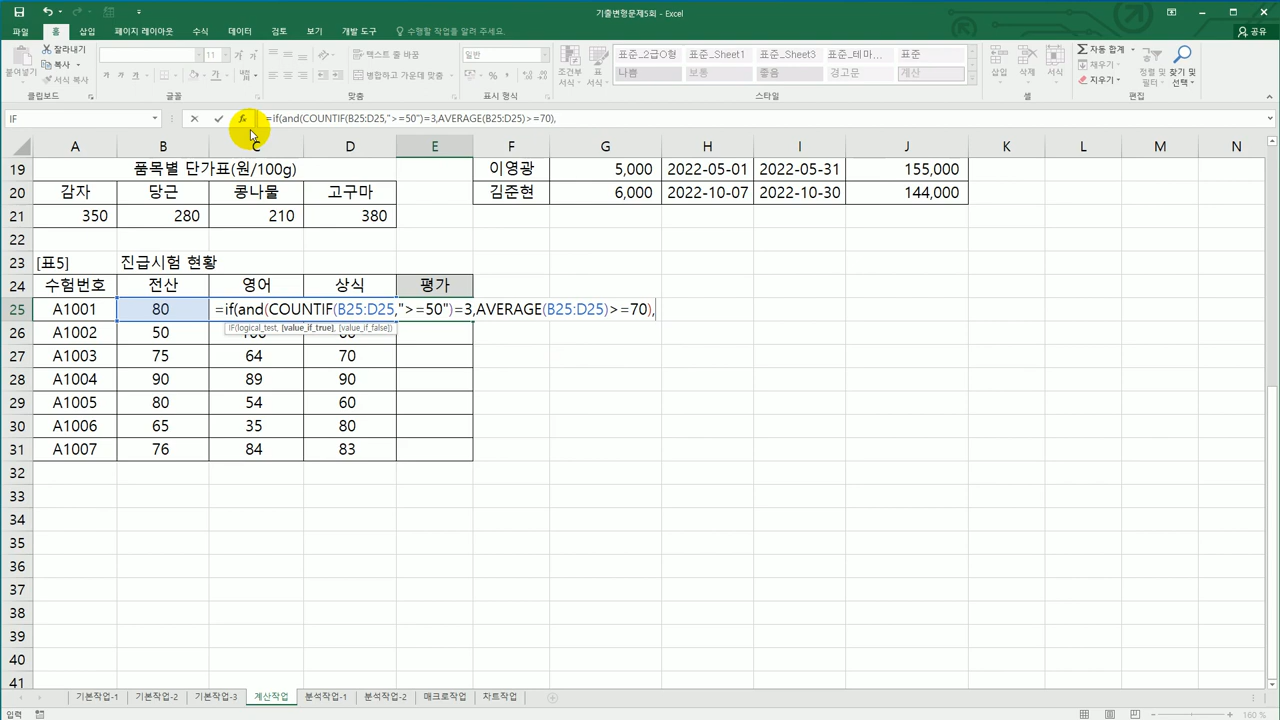 기출변형문제5회 - Excel
파일 홈 삽입 페이지 레이아웃 수식 데이터 검토 보기 개발 도구 수행할 작업을 알려 주세요. 공유
붙여넣기 잘라내기 복사 서식 복사 11 가 가 텍스트 줄 바꿈 병합하고 가운데 맞춤 일반 조건부 서식 표 서식 표준_2급○형 표준_Sheet1 표준_Sheet3 표준_테마... 표준 삽입 삭제 서식 자동 합계 채우기 지우기 정렬 및 필터 찾기 및 선택
나쁨 보통 좋음 경고문 계산
클립보드 글꼴 맞춤 표시 형식 스타일 셀 편집
IF =if(and(COUNTIF(B25:D25,">=50")=3,AVERAGE(B25:D25)>=70),
A B C D E F G H I J K L M N
19 품목별 단가표(원/100g) 이영광 5,000 2022-05-01 2022-05-31 155,000
20 감자 당근 콩나물 고구마 김준현 6,000 2022-10-07 2022-10-30 144,000
21 350 280 210 380
22
23 [표5] 진급시험 현황
24 수험번호 전산 영어 상식 평가
25 A1001 80 =if(and(COUNTIF(B25:D25,">=50")=3,AVERAGE(B25:D25)>=70),
IF(logical_test, [value_if_true], [value_if_false])
26 A1002 50
27 A1003 75 64 70
28 A1004 90 89 90
29 A1005 80 54 60
30 A1006 65 35 80
31 A1007 76 84 83
32
33
34
35
36
37
38
39
40
41
기본작업-1 기본작업-2 기본작업-3 계산작업 분석작업-1 분석작업-2 매크로작업 차트작업
입력 160 %